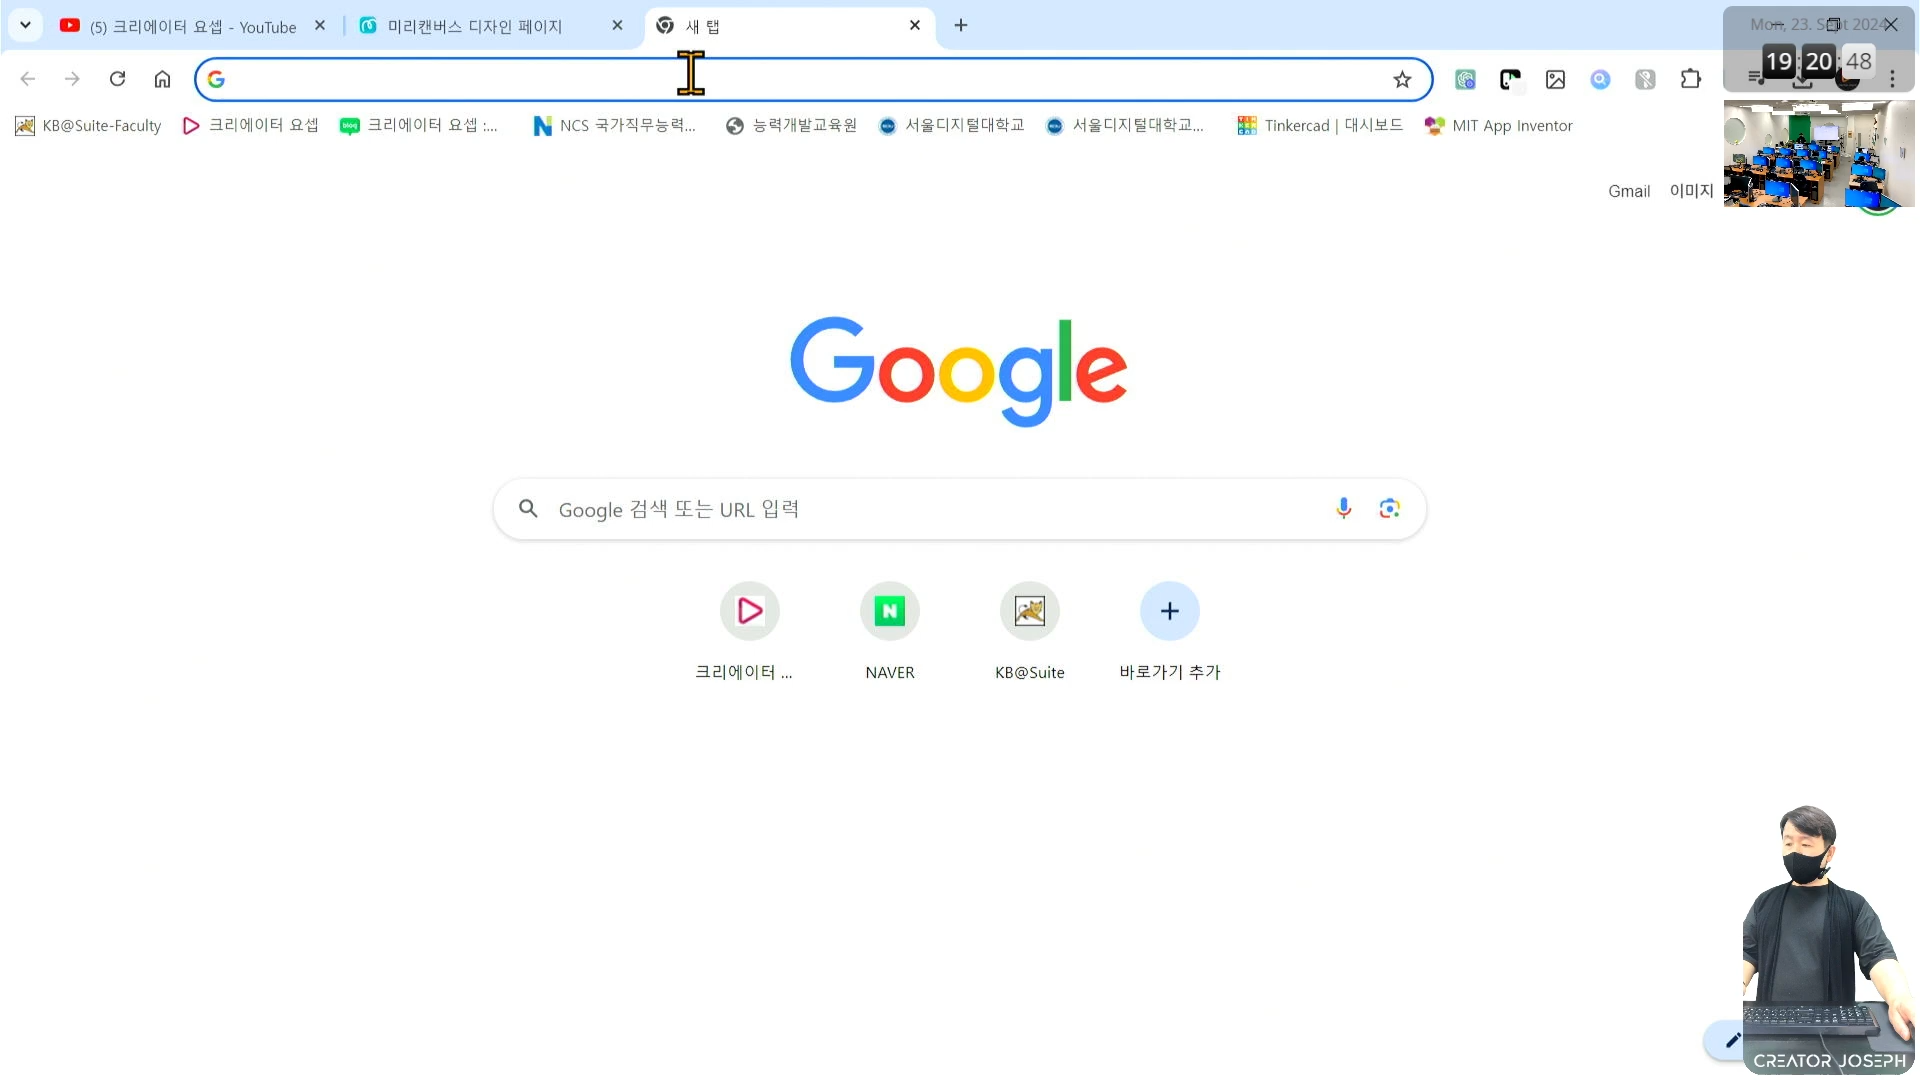 (5) 크리에이터 요셉 - YouTube
미리캔버스 디자인 페이지
새 탭
Mon, 23. Sept 2024
19 20 48
KB@Suite-Faculty
크리에이터 요셉
크리에이터 요셉 :...
NCS 국가직무능력...
능력개발교육원
서울디지털대학교
서울디지털대학교...
Tinkercad | 대시보드
MIT App Inventor
Gmail 이미지
Google
Google 검색 또는 URL 입력
크리에이터 ...
NAVER
KB@Suite
바로가기 추가
CREATOR JOSEPH